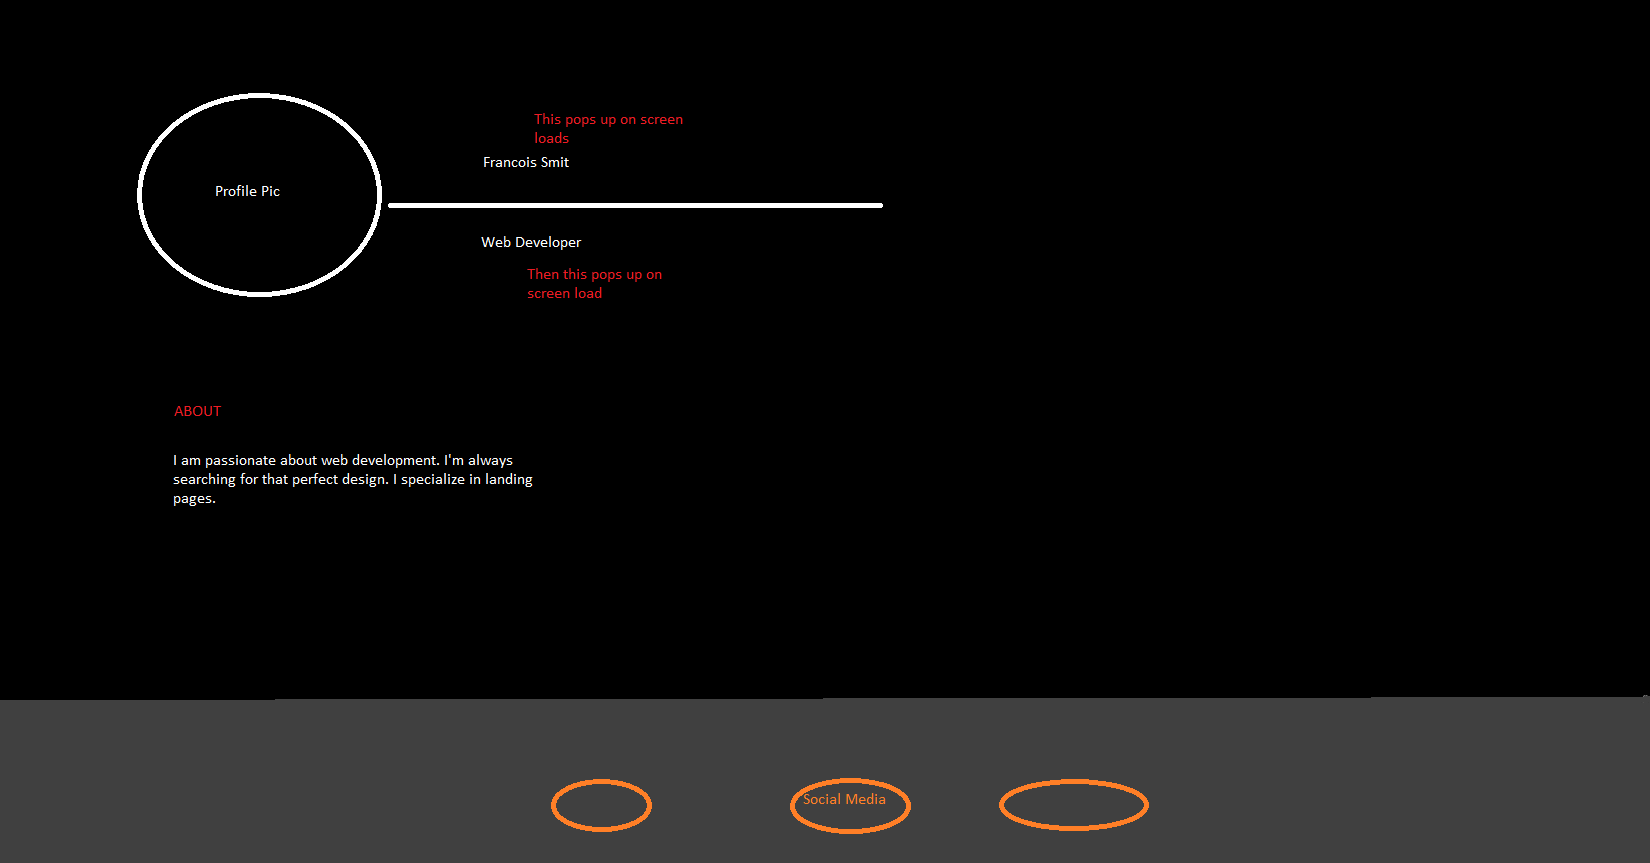 This pops up on screen
loads
Francois Smit
Profile Pic
Web Developer
Then this pops up on
screen load
ABOUT
I am passionate about web development. I'm always
searching for that perfect design. I specialize in landing
pages.
Social Media